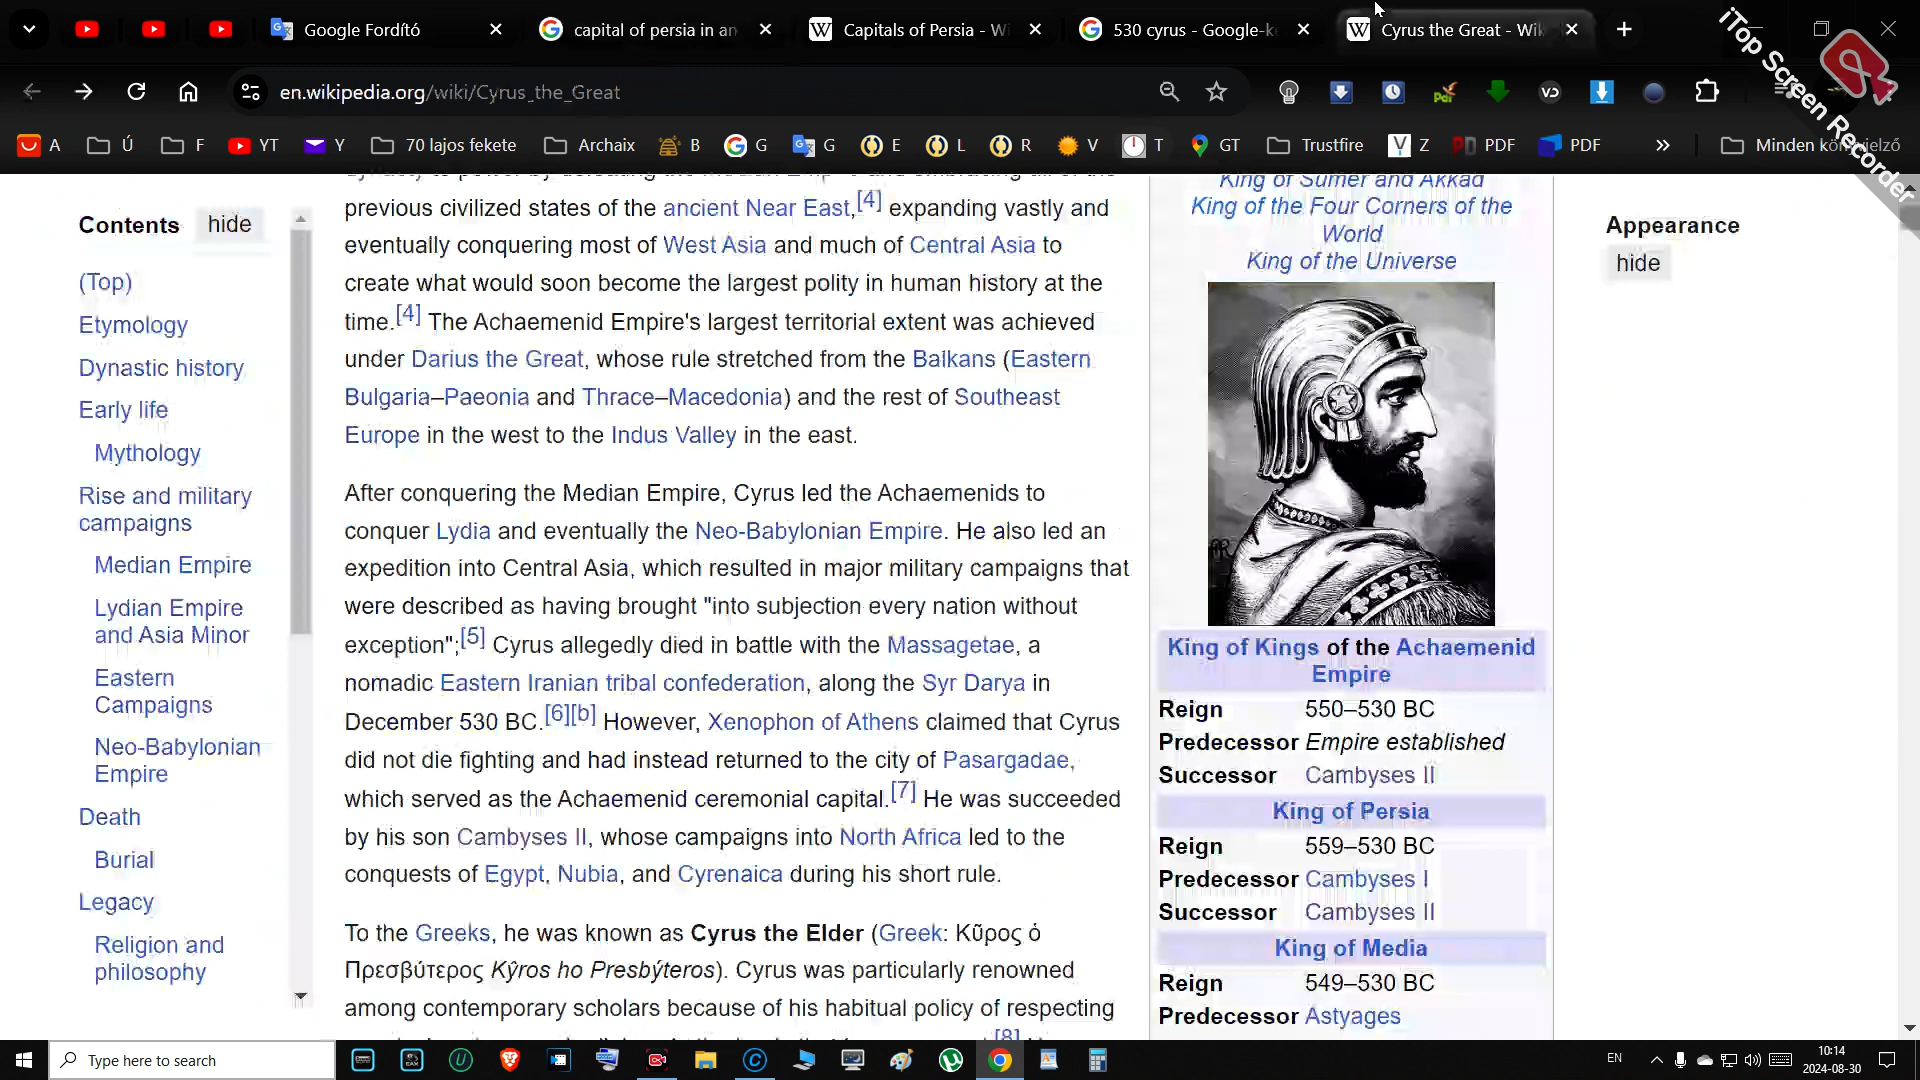 Google Fordító
capital of persia in an
Capitals of Persia - Wi
530 cyrus - Google-ke
Cyrus the Great - Wik
iTop Screen Recorder
en.wikipedia.org/wiki/Cyrus_the_Great
A
Ú
F
YT
Y
70 lajos fekete
Archaix
B
G
G
E
L
R
V
T
GT
Trustfire
Z
PDF
PDF
»
Minden könyvjelző
Contents
hide
(Top)
Etymology
Dynastic history
Early life
Mythology
Rise and military
campaigns
Median Empire
Lydian Empire
and Asia Minor
Eastern
Campaigns
Neo-Babylonian
Empire
Death
Burial
Legacy
Religion and
philosophy
previous civilized states of the ancient Near East,[4] expanding vastly and
eventually conquering most of West Asia and much of Central Asia to
create what would soon become the largest polity in human history at the
time.[4] The Achaemenid Empire's largest territorial extent was achieved
under Darius the Great, whose rule stretched from the Balkans (Eastern
Bulgaria–Paeonia and Thrace–Macedonia) and the rest of Southeast
Europe in the west to the Indus Valley in the east.
After conquering the Median Empire, Cyrus led the Achaemenids to
conquer Lydia and eventually the Neo-Babylonian Empire. He also led an
expedition into Central Asia, which resulted in major military campaigns that
were described as having brought "into subjection every nation without
exception";[5] Cyrus allegedly died in battle with the Massagetae, a
nomadic Eastern Iranian tribal confederation, along the Syr Darya in
December 530 BC.[6][b] However, Xenophon of Athens claimed that Cyrus
did not die fighting and had instead returned to the city of Pasargadae,
which served as the Achaemenid ceremonial capital.[7] He was succeeded
by his son Cambyses II, whose campaigns into North Africa led to the
conquests of Egypt, Nubia, and Cyrenaica during his short rule.
To the Greeks, he was known as Cyrus the Elder (Greek: Κῦρος ὁ
Πρεσβύτερος Kŷros ho Presbýteros). Cyrus was particularly renowned
among contemporary scholars because of his habitual policy of respecting
[8]
King of Sumer and Akkad
King of the Four Corners of the
World
King of the Universe
King of Kings of the Achaemenid
Empire
Reign 550–530 BC
Predecessor Empire established
Successor Cambyses II
King of Persia
Reign 559–530 BC
Predecessor Cambyses I
Successor Cambyses II
King of Media
Reign 549–530 BC
Predecessor Astyages
Appearance
hide
Type here to search
EN
10:14
2024-08-30